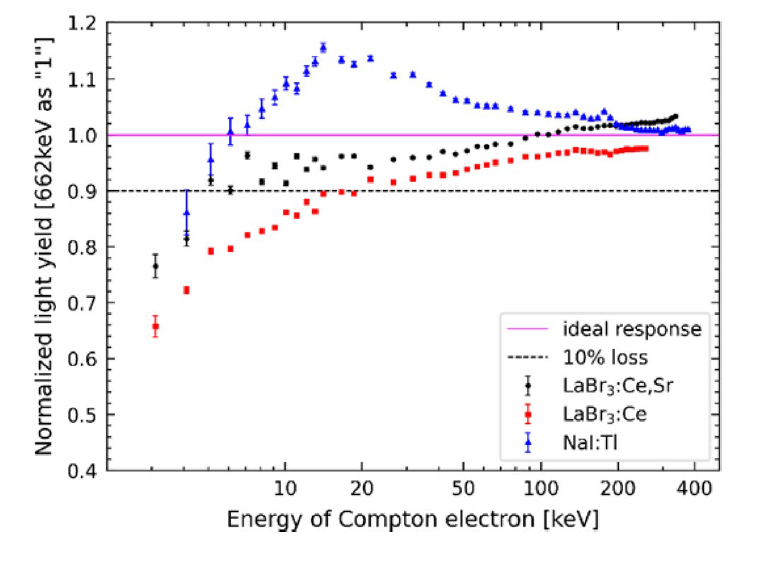 1.2
1.1
1.0
0.9
0.8
0.7
0.6
0.5
0.4
Normalized light yield [662keV as "1"]
ideal response
10% loss
LaBr₃:Ce,Sr
LaBr₃:Ce
NaI:Tl
10 20 50 100 200 400
Energy of Compton electron [keV]